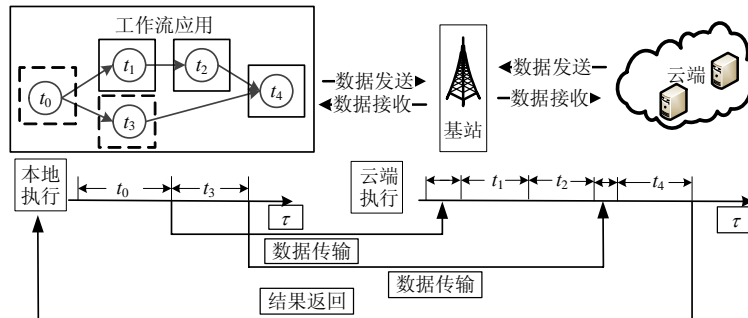 工作流应用
t₀
t₁
t₂
t₃
t₄
数据发送
数据接收
基站
数据发送
数据接收
云端
本地执行
t₀
t₃
τ
云端执行
t₁
t₂
t₄
τ
数据传输
数据传输
结果返回